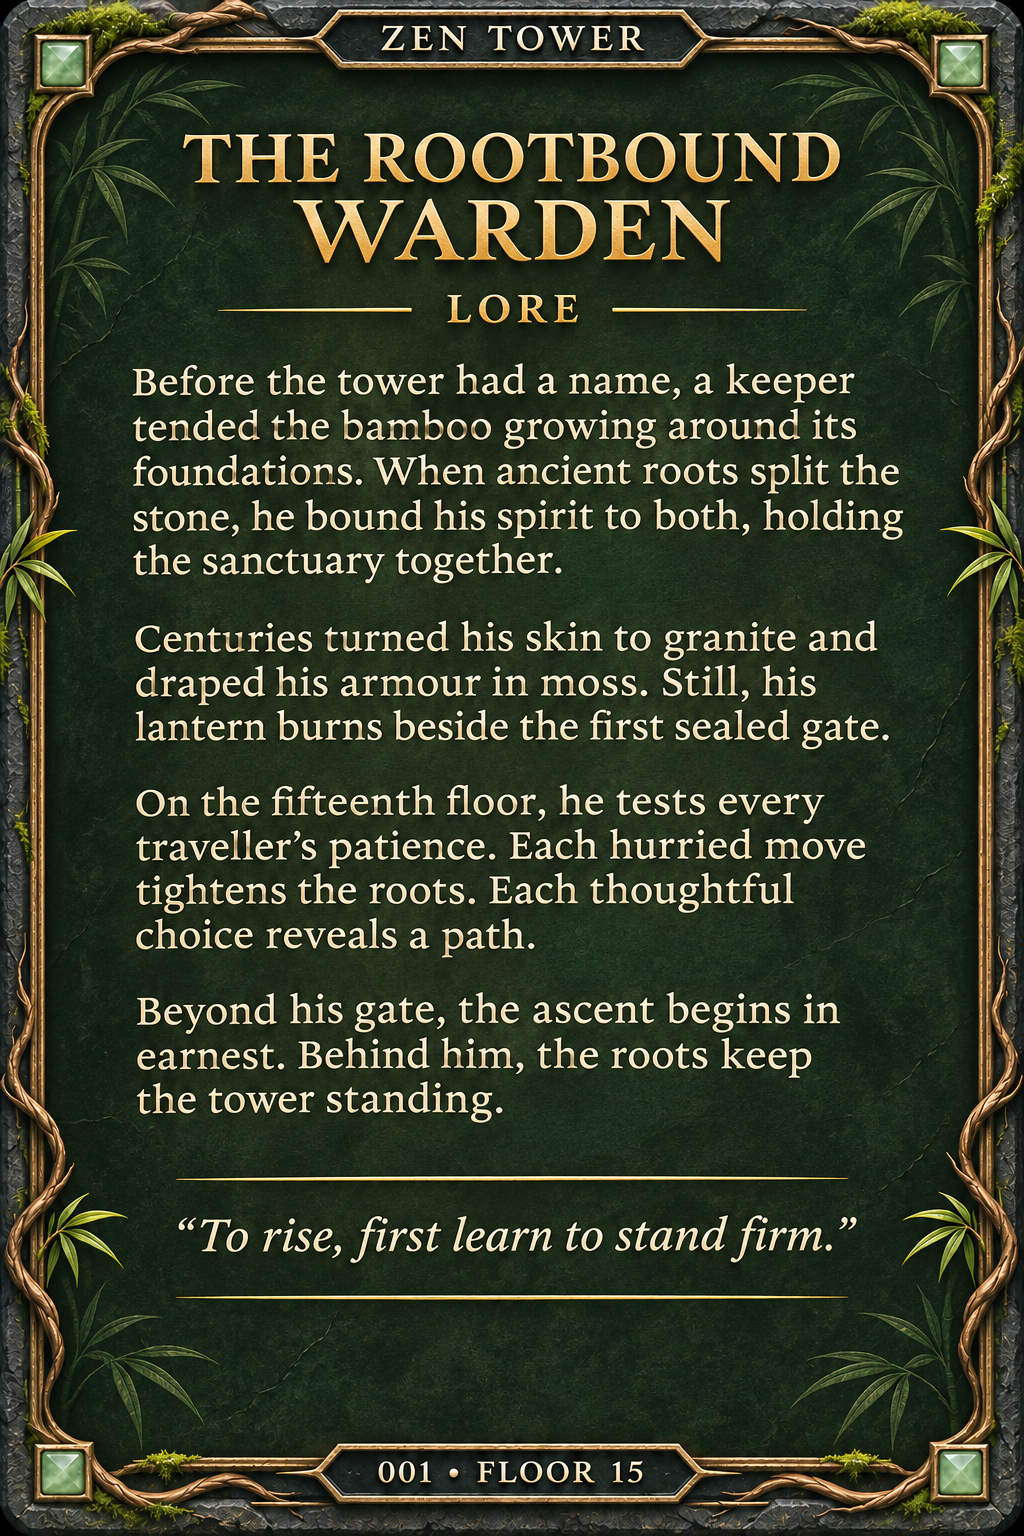 ZEN TOWER
THE ROOTBOUND
WARDEN
LORE
Before the tower had a name, a keeper
tended the bamboo growing around its
foundations. When ancient roots split the
stone, he bound his spirit to both, holding
the sanctuary together.
Centuries turned his skin to granite and
draped his armour in moss. Still, his
lantern burns beside the first sealed gate.
On the fifteenth floor, he tests every
traveller’s patience. Each hurried move
tightens the roots. Each thoughtful
choice reveals a path.
Beyond his gate, the ascent begins in
earnest. Behind him, the roots keep
the tower standing.
“To rise, first learn to stand firm.”
001 • FLOOR 15